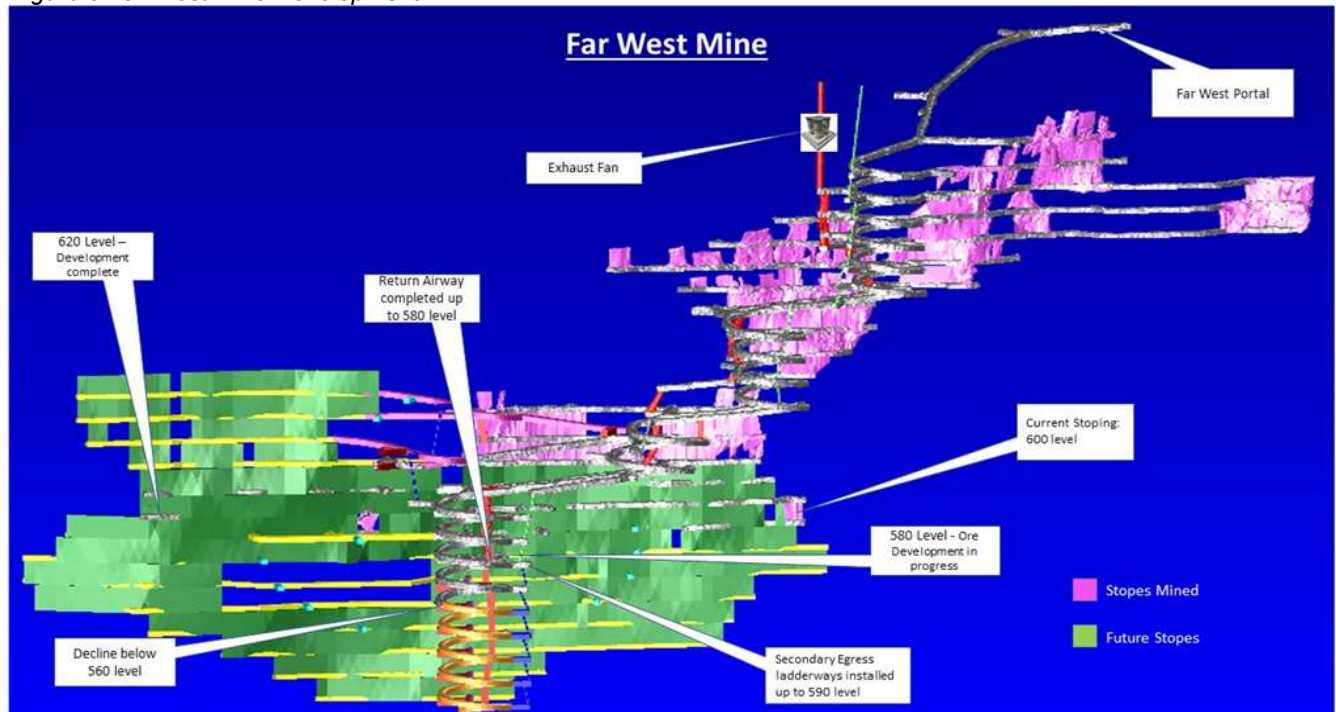 Far West Mine
Far West Portal
Exhaust Fan
620 Level –
Development
complete
Return Airway
completed up
to 580 level
Current Stoping:
600 level
580 Level - Ore
Development in
progress
Stopes Mined
Future Stopes
Decline below
560 level
Secondary Egress
ladderways installed
up to 590 level